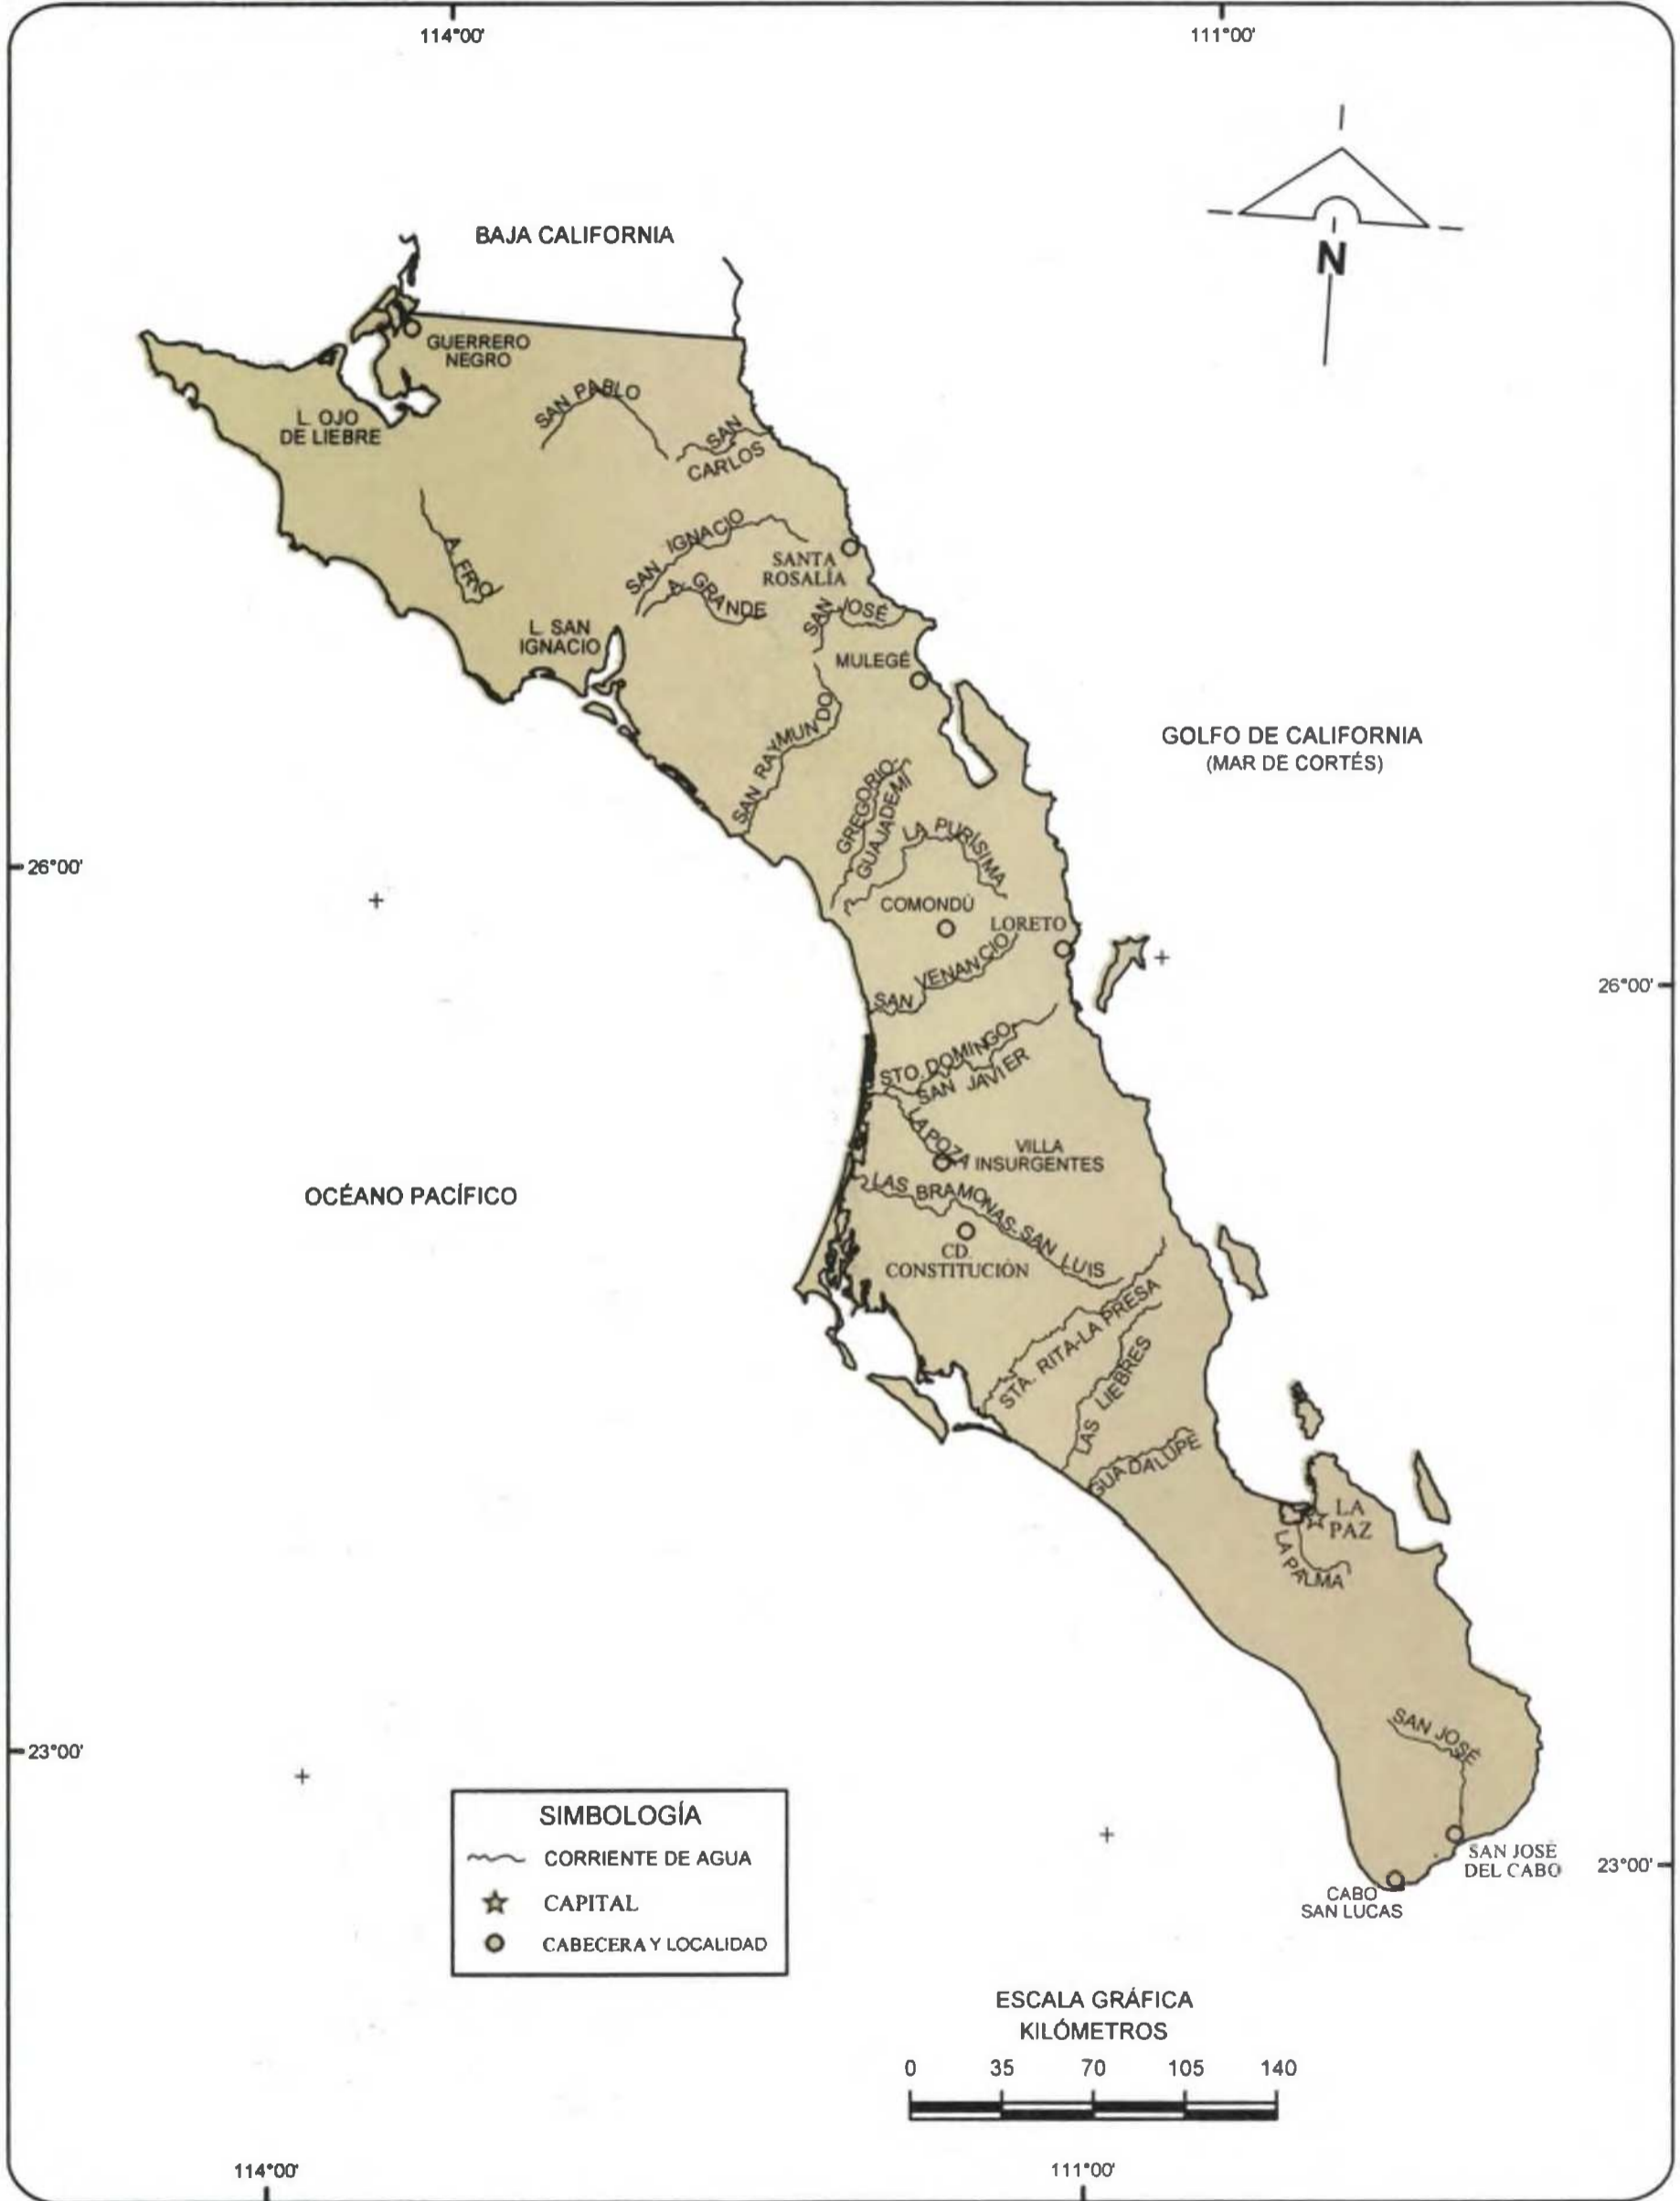 114°00'
111°00'
BAJA CALIFORNIA
N
GUERRERO
NEGRO
SAN PABLO
L. OJO
DE LIEBRE
SAN
CARLOS
A. FRIO
SAN IGNACIO
SANTA
ROSALÍA
A. GRANDE
SAN JOSÉ
L. SAN
IGNACIO
MULEGÉ
SAN RAYMUNDO
GOLFO DE CALIFORNIA
(MAR DE CORTÉS)
GREGORIO-
GUAJADEMÍ
LA PURÍSIMA
26°00'
COMONDÚ
LORETO
SAN VENANCIO
26°00'
STO. DOMINGO
SAN JAVIER
LA POZA
VILLA
INSURGENTES
OCÉANO PACÍFICO
LAS BRAMONAS-SAN LUIS
CD.
CONSTITUCIÓN
STA. RITA-LA PRESA
LAS LIEBRES
GUADALUPE
LA
PAZ
LA PALMA
SAN JOSÉ
23°00'
SIMBOLOGÍA
CORRIENTE DE AGUA
CAPITAL
CABECERA Y LOCALIDAD
SAN JOSÉ
DEL CABO
23°00'
CABO
SAN LUCAS
ESCALA GRÁFICA
KILÓMETROS
0 35 70 105 140
114°00'
111°00'